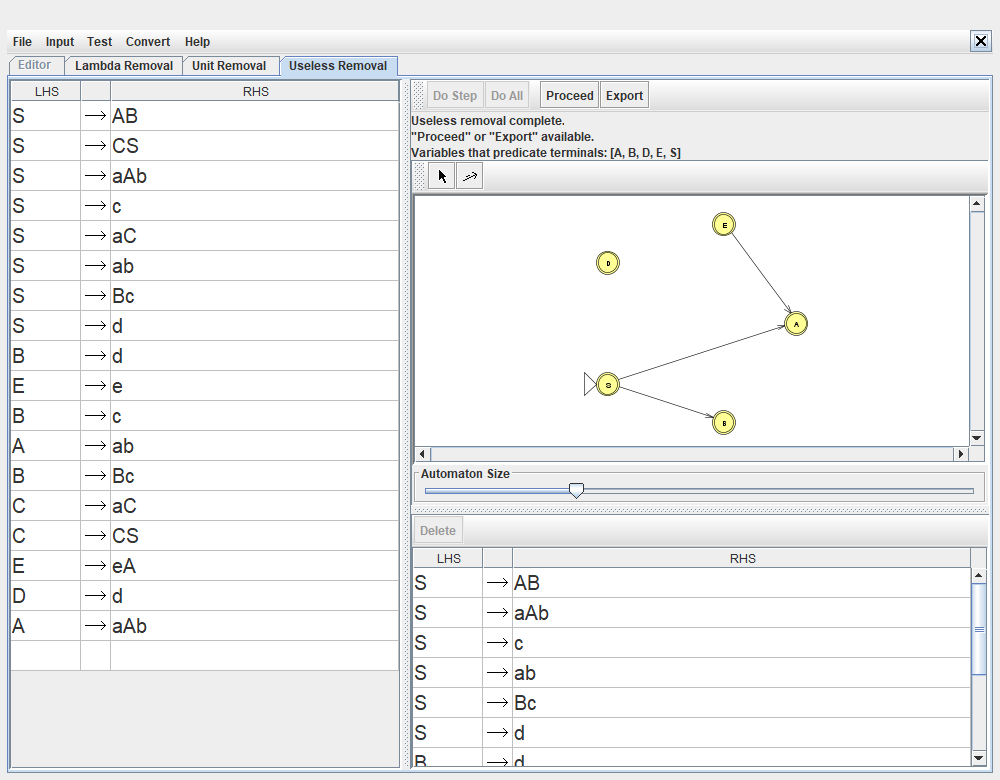 File Input Test Convert Help
Editor Lambda Removal Unit Removal Useless Removal
LHS RHS
S → AB
S → CS
S → aAb
S → c
S → aC
S → ab
S → Bc
S → d
B → d
E → e
B → c
A → ab
B → Bc
C → aC
C → CS
E → eA
D → d
A → aAb
Do Step Do All Proceed Export
Useless removal complete.
"Proceed" or "Export" available.
Variables that predicate terminals: [A, B, D, E, S]
E
D
A
S
B
Automaton Size
Delete
LHS RHS
S → AB
S → aAb
S → c
S → ab
S → Bc
S → d
B → d